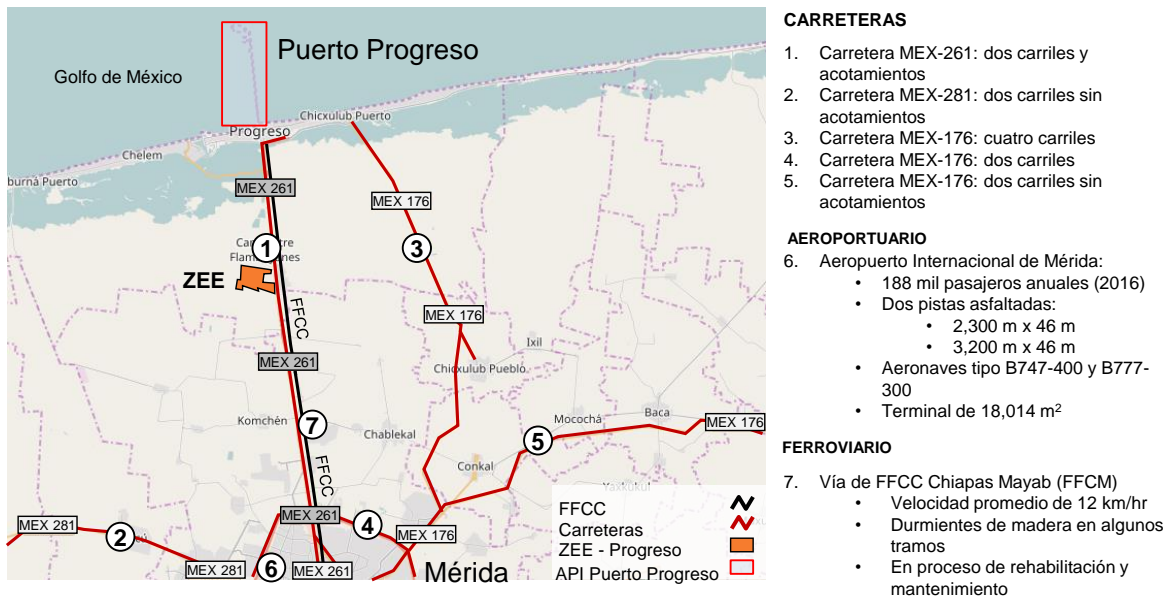 Puerto Progreso
Golfo de México
Chicxulub Puerto
Progreso
Chelem
burná Puerto
MEX 261
MEX 176
3
1
Flam
nes
ZEE
FFCC
MEX 176
Ixil
MEX 261
Chicxulub Pueblo
Komchén
7
Chablekal
Mocochá
Baca
MEX 176
5
FFCC
Conkal
MEX 281
2
MEX 281
6
MEX 261
4
MEX 176
MEX 261
Mérida
FFCC
Carreteras
ZEE - Progreso
API Puerto Progreso
CARRETERAS
1. Carretera MEX-261: dos carriles y
acotamientos
2. Carretera MEX-281: dos carriles sin
acotamientos
3. Carretera MEX-176: cuatro carriles
4. Carretera MEX-176: dos carriles
5. Carretera MEX-176: dos carriles sin
acotamientos
AEROPORTUARIO
6. Aeropuerto Internacional de Mérida:
• 188 mil pasajeros anuales (2016)
• Dos pistas asfaltadas:
• 2,300 m x 46 m
• 3,200 m x 46 m
• Aeronaves tipo B747-400 y B777-
300
• Terminal de 18,014 m²
FERROVIARIO
7. Vía de FFCC Chiapas Mayab (FFCM)
• Velocidad promedio de 12 km/hr
• Durmientes de madera en algunos
tramos
• En proceso de rehabilitación y
mantenimiento